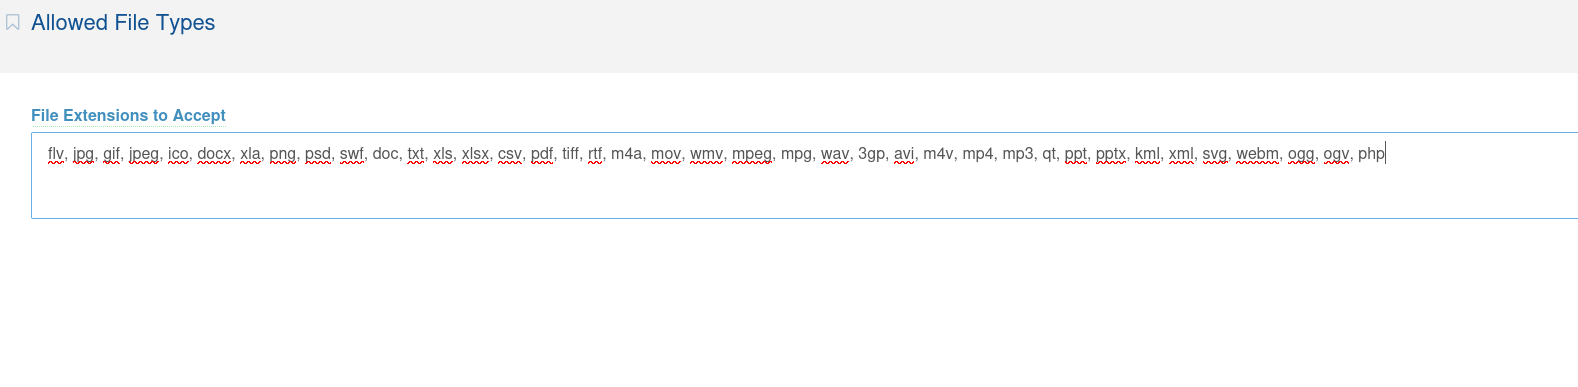 Allowed File Types
File Extensions to Accept
flv, jpg, gif, jpeg, ico, docx, xla, png, psd, swf, doc, txt, xls, xlsx, csv, pdf, tiff, rtf, m4a, mov, wmv, mpeg, mpg, wav, 3gp, avi, m4v, mp4, mp3, qt, ppt, pptx, kml, xml, svg, webm, ogg, ogv, php